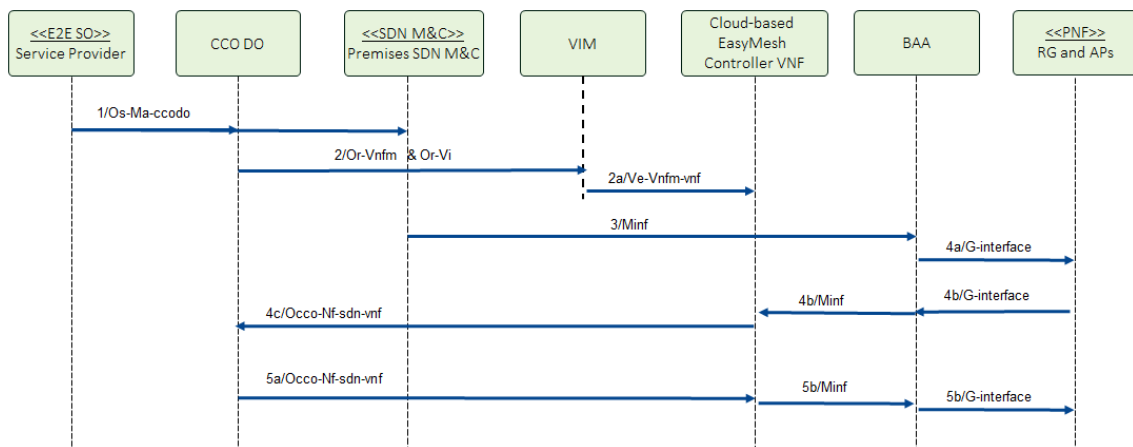 <<E2E SO>>
Service Provider
CCO DO
<<SDN M&C>>
Premises SDN M&C
VIM
Cloud-based
EasyMesh
Controller VNF
BAA
<<PNF>>
RG and APs
1/Os-Ma-ccodo
2/Or-Vnfm & Or-Vi
2a/Ve-Vnfm-vnf
3/Minf
4a/G-interface
4b/G-interface
4b/Minf
4c/Occo-Nf-sdn-vnf
5a/Occo-Nf-sdn-vnf
5b/Minf
5b/G-interface